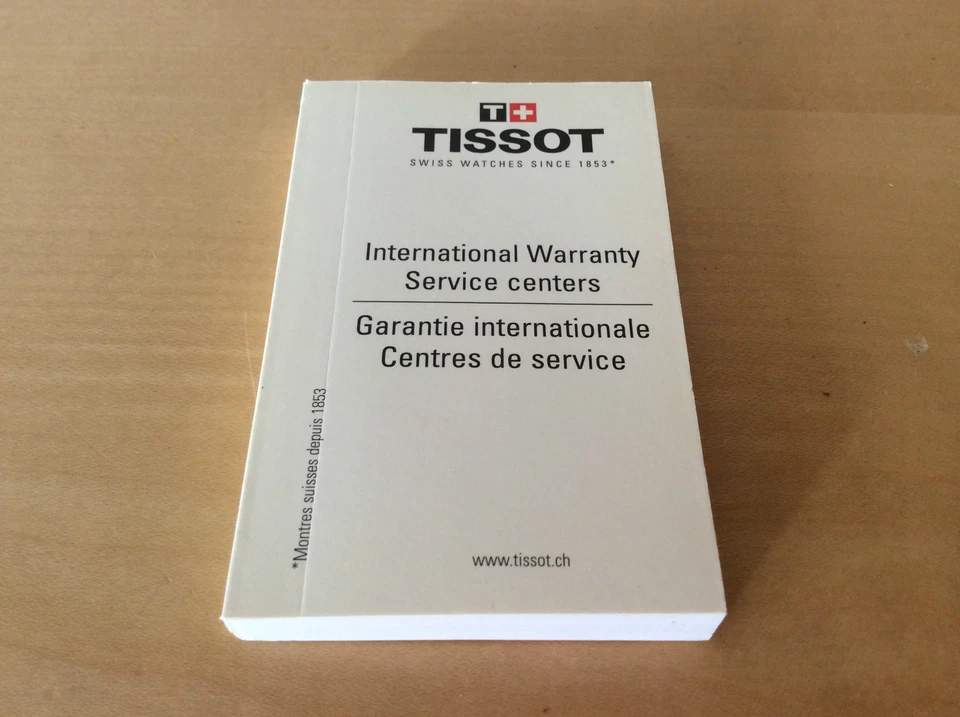 T+
TISSOT
SWISS WATCHES SINCE 1853*
International Warranty
Service centers
Garantie internationale
Centres de service
*Montres suisses depuis 1853
www.tissot.ch